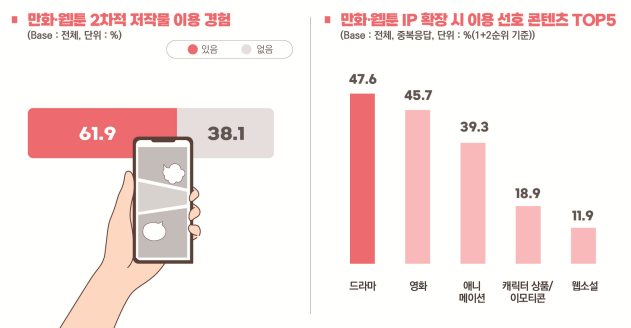 만화·웹툰 2차적 저작물 이용 경험
(Base : 전체, 단위 : %)
있음
없음
61.9
38.1
만화·웹툰 IP 확장 시 이용 선호 콘텐츠 TOP5
(Base : 전체, 중복응답, 단위 : %(1+2순위 기준))
47.6
45.7
39.3
18.9
11.9
드라마
영화
애니
메이션
캐릭터 상품/
이모티콘
웹소설